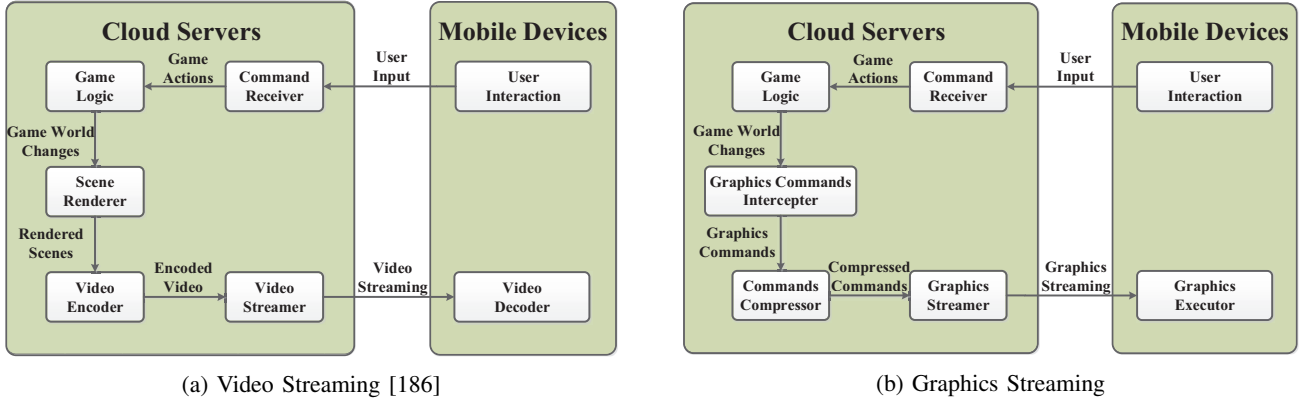 Cloud Servers
Mobile Devices
Game
Logic
Game
Actions
Command
Receiver
User
Input
User
Interaction
Game World
Changes
Scene
Renderer
Rendered
Scenes
Video
Encoder
Encoded
Video
Video
Streamer
Video
Streaming
Video
Decoder
(a) Video Streaming [186]
Cloud Servers
Mobile Devices
Game
Logic
Game
Actions
Command
Receiver
User
Input
User
Interaction
Game World
Changes
Graphics Commands
Intercepter
Graphics
Commands
Commands
Compressor
Compressed
Commands
Graphics
Streamer
Graphics
Streaming
Graphics
Executor
(b) Graphics Streaming